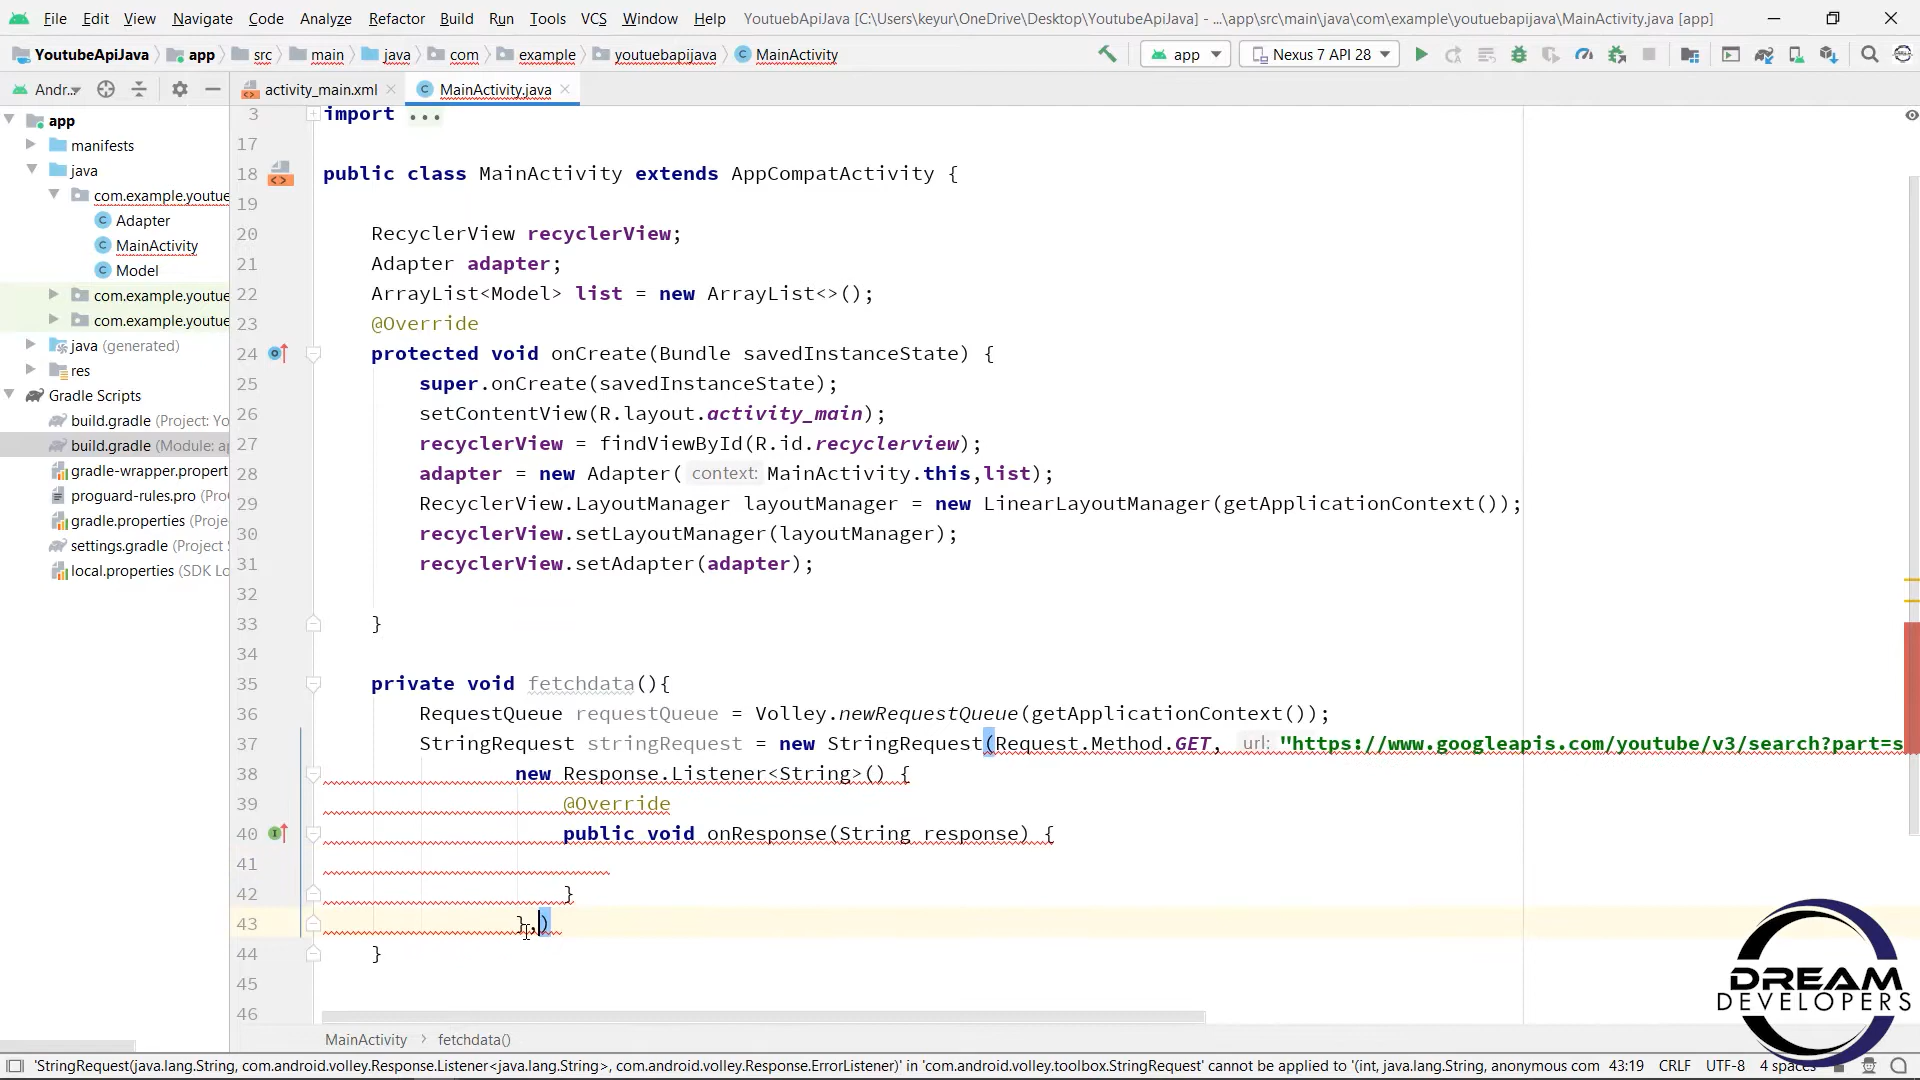 File Edit View Navigate Code Analyze Refactor Build Run Tools VCS Window Help YoutuebApiJava [C:\Users\keyur\OneDrive\Desktop\YoutubeApiJava] - ...\app\src\main\java\com\example\youtuebapijava\MainActivity.java [app]
YoutubeApiJava app src main java com example youtuebapijava MainActivity app Nexus 7 API 28
Andr... activity_main.xml MainActivity.java
app
manifests
java
com.example.youtue
Adapter
MainActivity
Model
com.example.youtue
com.example.youtue
java (generated)
res
Gradle Scripts
build.gradle (Project: Yo
build.gradle (Module: ap
gradle-wrapper.propert
proguard-rules.pro (Pro
gradle.properties (Proje
settings.gradle (Project S
local.properties (SDK Lo
3 import ...
17
18 public class MainActivity extends AppCompatActivity {
19
20 RecyclerView recyclerView;
21 Adapter adapter;
22 ArrayList<Model> list = new ArrayList<>();
23 @Override
24 protected void onCreate(Bundle savedInstanceState) {
25 super.onCreate(savedInstanceState);
26 setContentView(R.layout.activity_main);
27 recyclerView = findViewById(R.id.recyclerview);
28 adapter = new Adapter( context: MainActivity.this,list);
29 RecyclerView.LayoutManager layoutManager = new LinearLayoutManager(getApplicationContext());
30 recyclerView.setLayoutManager(layoutManager);
31 recyclerView.setAdapter(adapter);
32
33 }
34
35 private void fetchdata(){
36 RequestQueue requestQueue = Volley.newRequestQueue(getApplicationContext());
37 StringRequest stringRequest = new StringRequest(Request.Method.GET, url: "https://www.googleapis.com/youtube/v3/search?part=s
38 new Response.Listener<String>() {
39 @Override
40 public void onResponse(String response) {
41
42 }
43 },)
44 }
45
46
MainActivity fetchdata()
DREAM
DEVELOPERS
'StringRequest(java.lang.String, com.android.volley.Response.Listener<java.lang.String>, com.android.volley.Response.ErrorListener)' in 'com.android.volley.toolbox.StringRequest' cannot be applied to '(int, java.lang.String, anonymous com 43:19 CRLF UTF-8 4 spaces